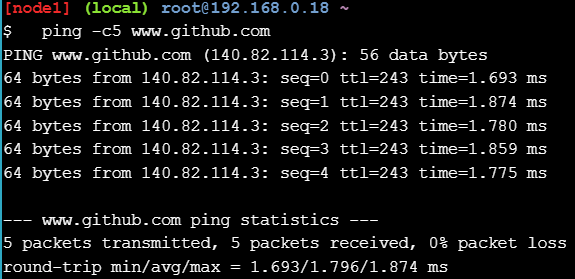 [node1] (local) root@192.168.0.18 ~
$ ping -c5 www.github.com
PING www.github.com (140.82.114.3): 56 data bytes
64 bytes from 140.82.114.3: seq=0 ttl=243 time=1.693 ms
64 bytes from 140.82.114.3: seq=1 ttl=243 time=1.874 ms
64 bytes from 140.82.114.3: seq=2 ttl=243 time=1.780 ms
64 bytes from 140.82.114.3: seq=3 ttl=243 time=1.859 ms
64 bytes from 140.82.114.3: seq=4 ttl=243 time=1.775 ms
--- www.github.com ping statistics ---
5 packets transmitted, 5 packets received, 0% packet loss
round-trip min/avg/max = 1.693/1.796/1.874 ms